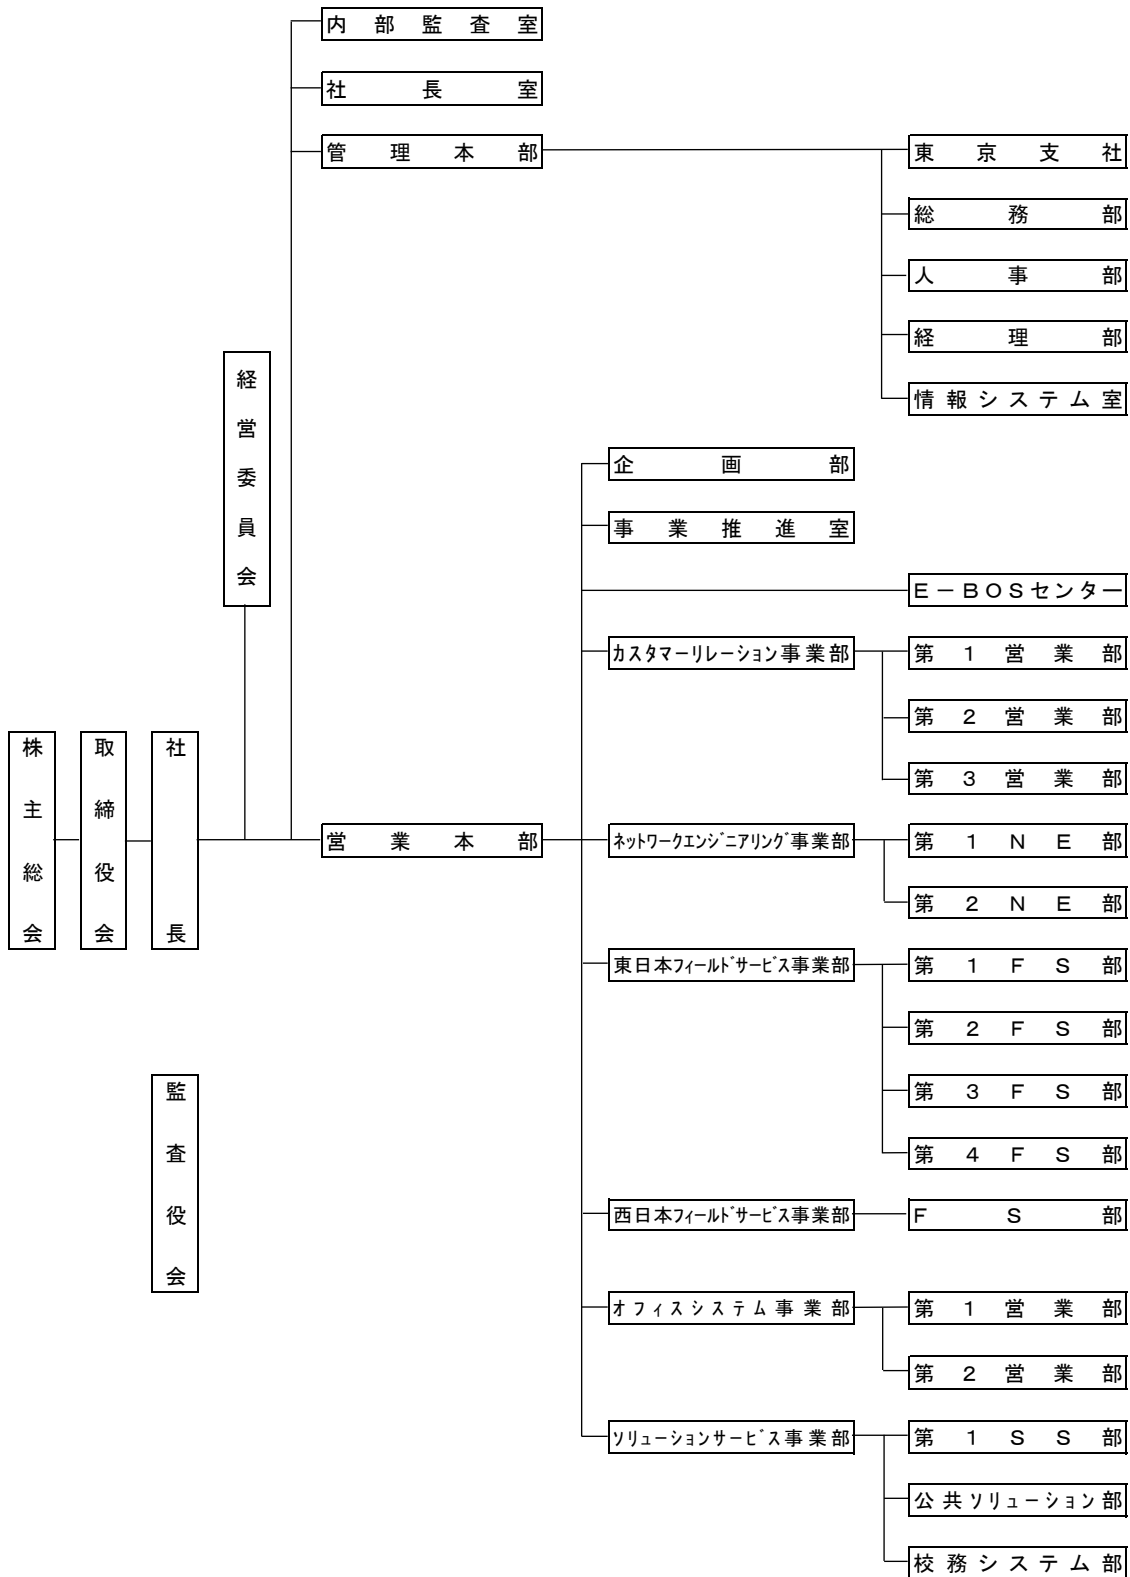 内部監査室
社長室
管理本部
東京支社
総務部
人事部
経理部
情報システム室
経営委員会
企画部
事業推進室
E－BOSセンター
カスタマーリレーション事業部
第1営業部
第2営業部
第3営業部
株主総会
取締役会
社長
営業本部
ネットワークエンジニアリング事業部
第1NE部
第2NE部
東日本フィールドサービス事業部
第1FS部
第2FS部
第3FS部
第4FS部
監査役会
西日本フィールドサービス事業部
FS部
オフィスシステム事業部
第1営業部
第2営業部
ソリューションサービス事業部
第1SS部
公共ソリューション部
校務システム部